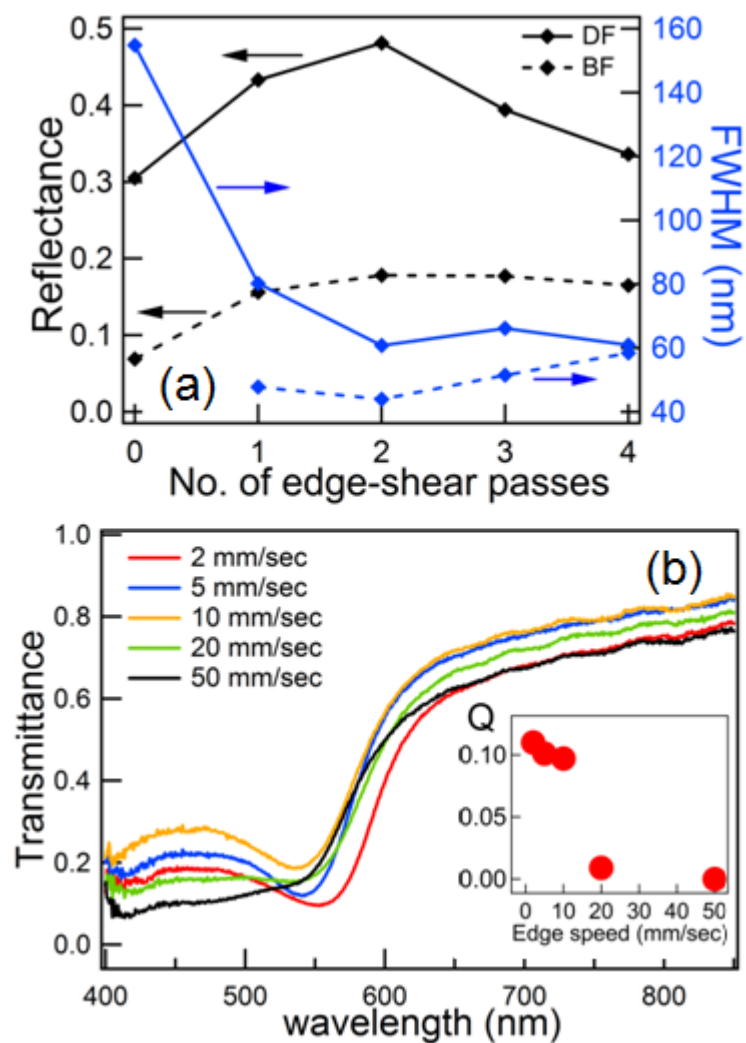 0.5
0.4
0.3
0.2
0.1
0.0
Reflectance
DF
BF
160
140
120
100
80
60
40
FWHM (nm)
(a)
0 1 2 3 4
No. of edge-shear passes
1.0
0.8
0.6
0.4
0.2
0.0
Transmittance
2 mm/sec
5 mm/sec
10 mm/sec
20 mm/sec
50 mm/sec
(b)
Q
0.10
0.05
0.00
0 10 20 30 40 50
Edge speed (mm/sec)
400 500 600 700 800
wavelength (nm)